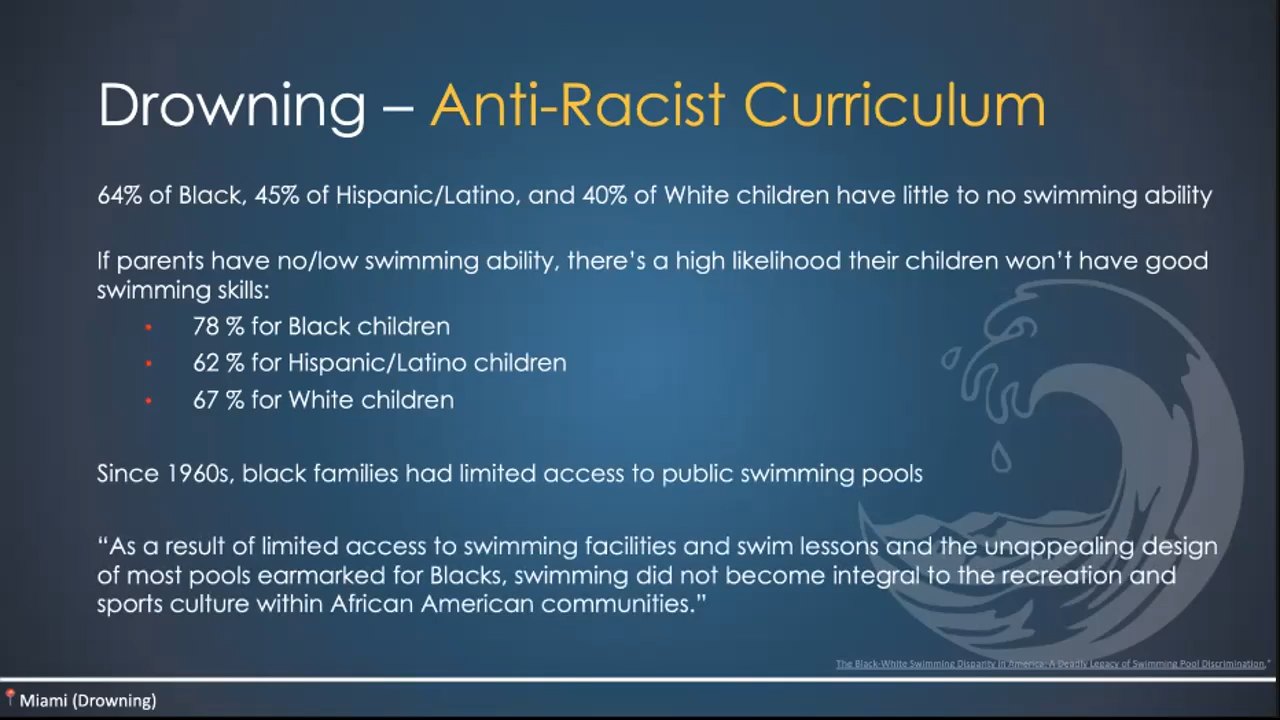 Drowning – Anti-Racist Curriculum
64% of Black, 45% of Hispanic/Latino, and 40% of White children have little to no swimming ability
If parents have no/low swimming ability, there's a high likelihood their children won't have good
swimming skills:
• 78 % for Black children
• 62 % for Hispanic/Latino children
• 67 % for White children
Since 1960s, black families had limited access to public swimming pools
“As a result of limited access to swimming facilities and swim lessons and the unappealing design
of most pools earmarked for Blacks, swimming did not become integral to the recreation and
sports culture within African American communities.”
The Black-White Swimming Disparity in America: A Deadly Legacy of Swimming Pool Discrimination.”
Miami (Drowning)